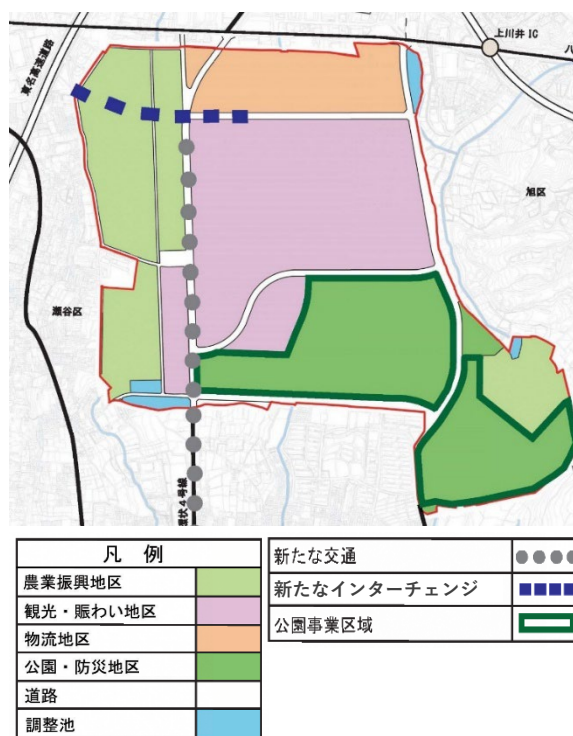 東名高速道路
上川井IC
八
旭区
瀬谷区
環状4号線
凡 例
農業振興地区
観光・賑わい地区
物流地区
公園・防災地区
道路
調整池
新たな交通
新たなインターチェンジ
公園事業区域